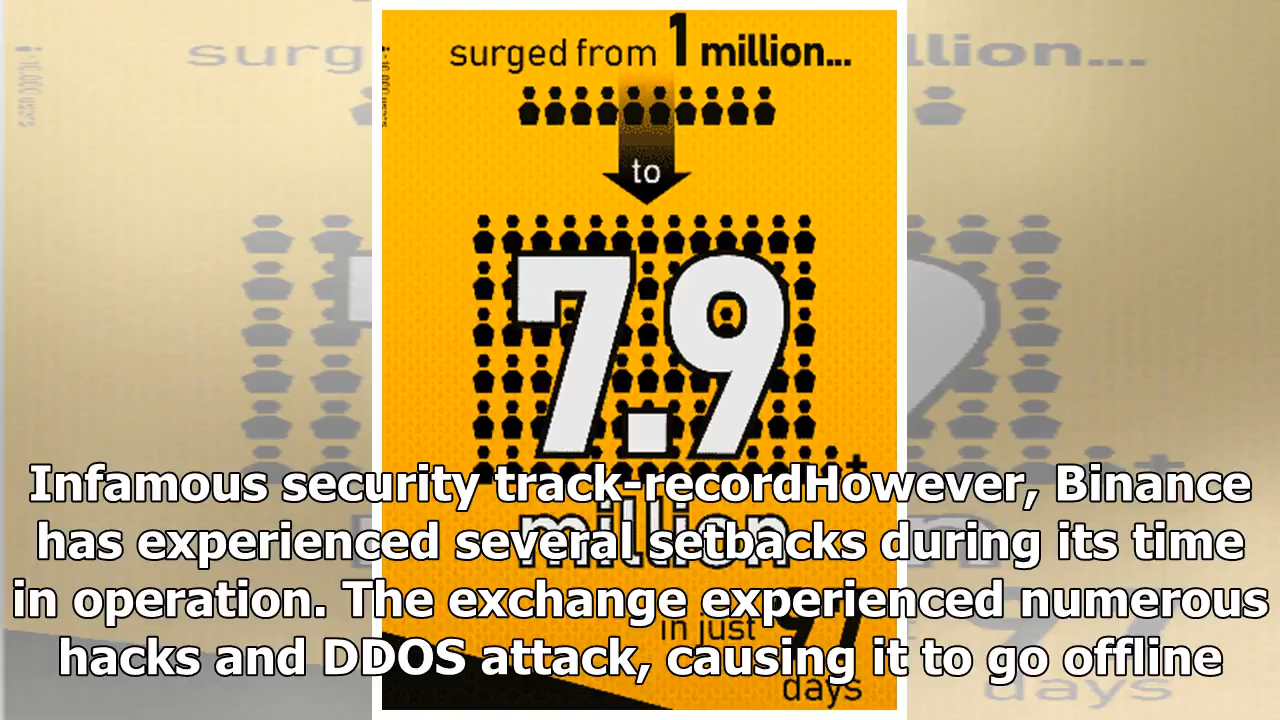 surged from 1 million...
to
7.9+
million
in just 97
days
Infamous security track-recordHowever, Binance
has experienced several setbacks during its time
in operation. The exchange experienced numerous
hacks and DDOS attack, causing it to go offline